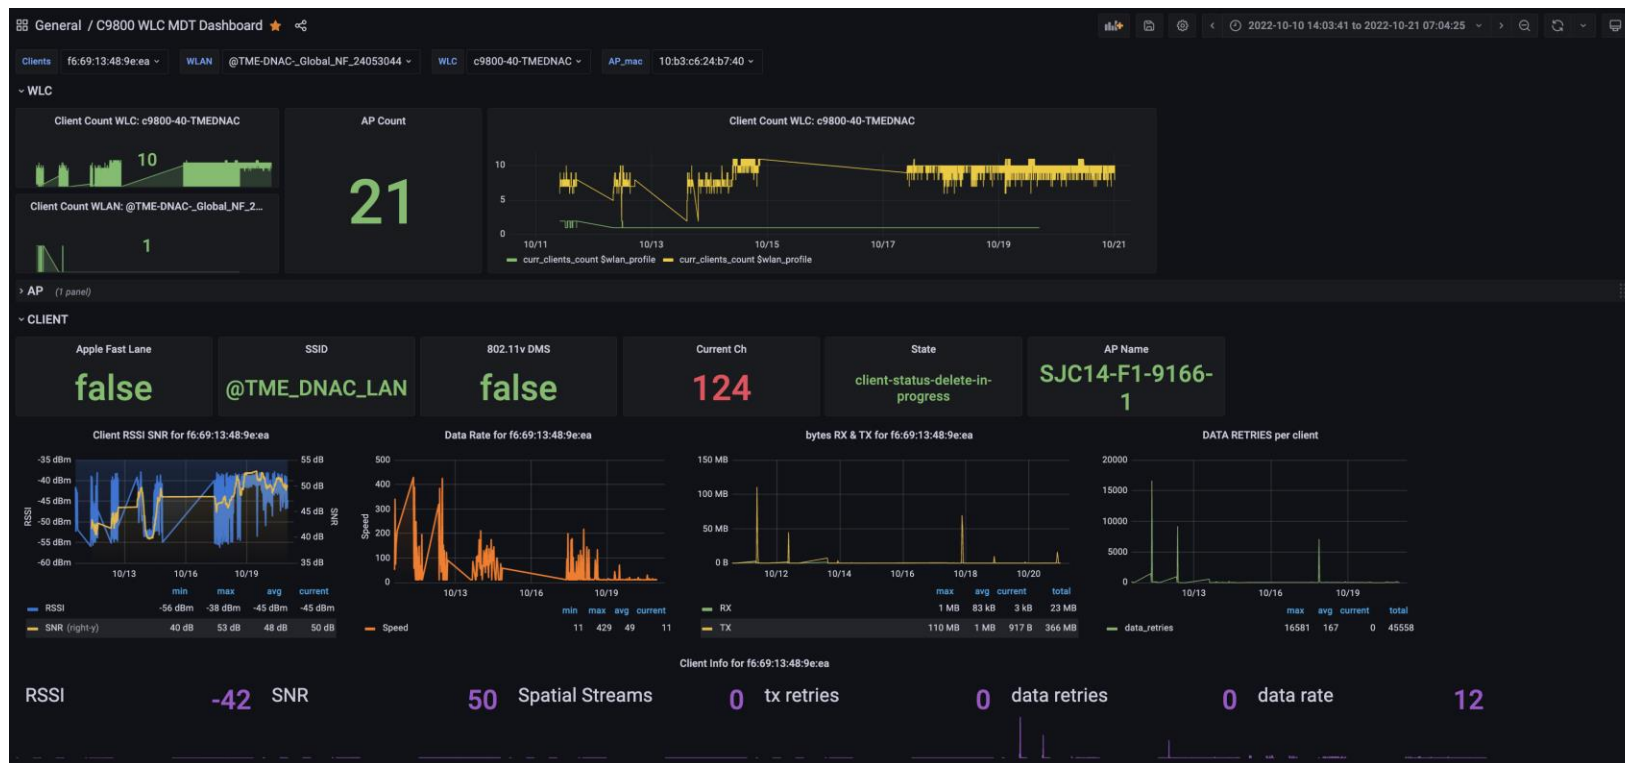 General / C9800 WLC MDT Dashboard
2022-10-10 14:03:41 to 2022-10-21 07:04:25
Clients f6:69:13:48:9e:ea WLAN @TME-DNAC-_Global_NF_24053044 WLC c9800-40-TMEDNAC AP_mac 10:b3:c6:24:b7:40
WLC
Client Count WLC: c9800-40-TMEDNAC
10
Client Count WLAN: @TME-DNAC-_Global_NF_2...
1
AP Count
21
Client Count WLC: c9800-40-TMEDNAC
10
5
0
10/11 10/13 10/15 10/17 10/19 10/21
curr_clients_count $wlan_profile curr_clients_count $wlan_profile
AP (1 panel)
CLIENT
Apple Fast Lane
false
SSID
@TME_DNAC_LAN
802.11v DMS
false
Current Ch
124
State
client-status-delete-in-
progress
AP Name
SJC14-F1-9166-
1
Client RSSI SNR for f6:69:13:48:9e:ea
-35 dBm 55 dB
-40 dBm 50 dB
-45 dBm 45 dB
-50 dBm 40 dB
-55 dBm 35 dB
-60 dBm
RSSI
SNR
10/13 10/16 10/19
min max avg current
RSSI -56 dBm -38 dBm -45 dBm -45 dBm
SNR (right-y) 40 dB 53 dB 48 dB 50 dB
Data Rate for f6:69:13:48:9e:ea
500
400
300
200
100
0
Speed
10/13 10/16 10/19
min max avg current
Speed 11 429 49 11
bytes RX & TX for f6:69:13:48:9e:ea
150 MB
100 MB
50 MB
0 B
10/12 10/14 10/16 10/18 10/20
max avg current total
RX 1 MB 83 kB 3 kB 23 MB
TX 110 MB 1 MB 917 B 366 MB
DATA RETRIES per client
20000
15000
10000
5000
0
10/13 10/16 10/19
max avg current total
data_retries 16581 167 0 45558
Client Info for f6:69:13:48:9e:ea
RSSI -42 SNR 50 Spatial Streams 0 tx retries 0 data retries 0 data rate 12